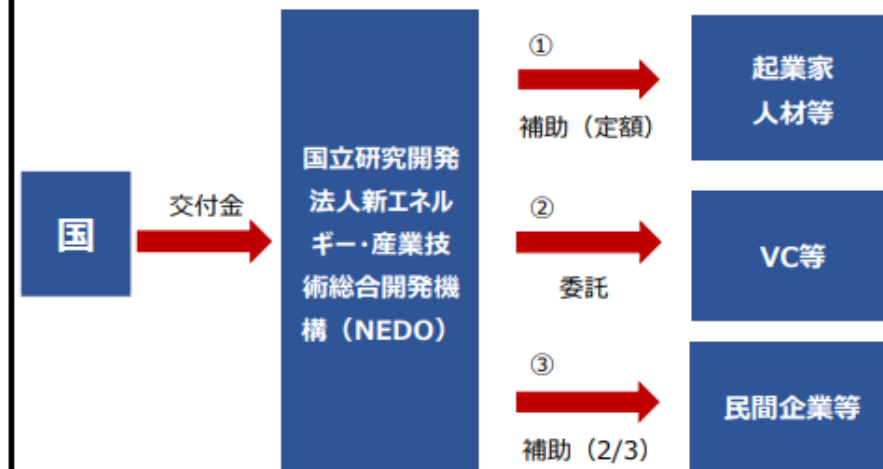 国
交付金
国立研究開発
法人新エネル
ギー・産業技
術総合開発機
構（NEDO）
①
補助（定額）
起業家
人材等
②
委託
VC等
③
補助（2/3）
民間企業等